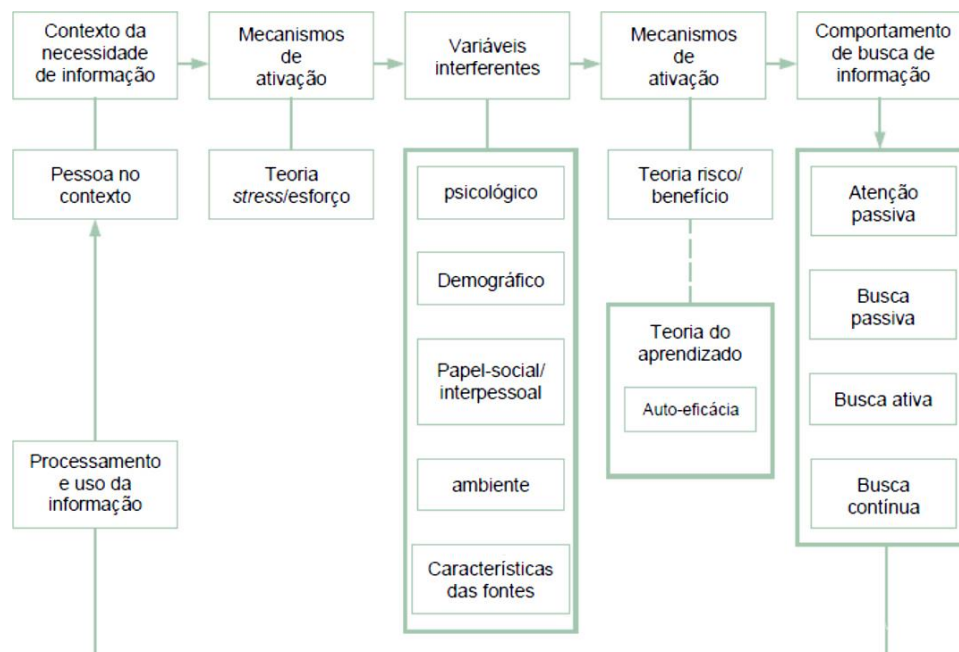 Contexto da
necessidade
de informação
Mecanismos
de
ativação
Variáveis
interferentes
Mecanismos
de
ativação
Comportamento
de busca de
informação
Pessoa no
contexto
Teoria
stress/esforço
psicológico
Demográfico
Papel-social/
interpessoal
ambiente
Características
das fontes
Teoria risco/
benefício
Teoria do
aprendizado
Auto-eficácia
Atenção
passiva
Busca
passiva
Busca ativa
Busca
contínua
Processamento
e uso da
informação